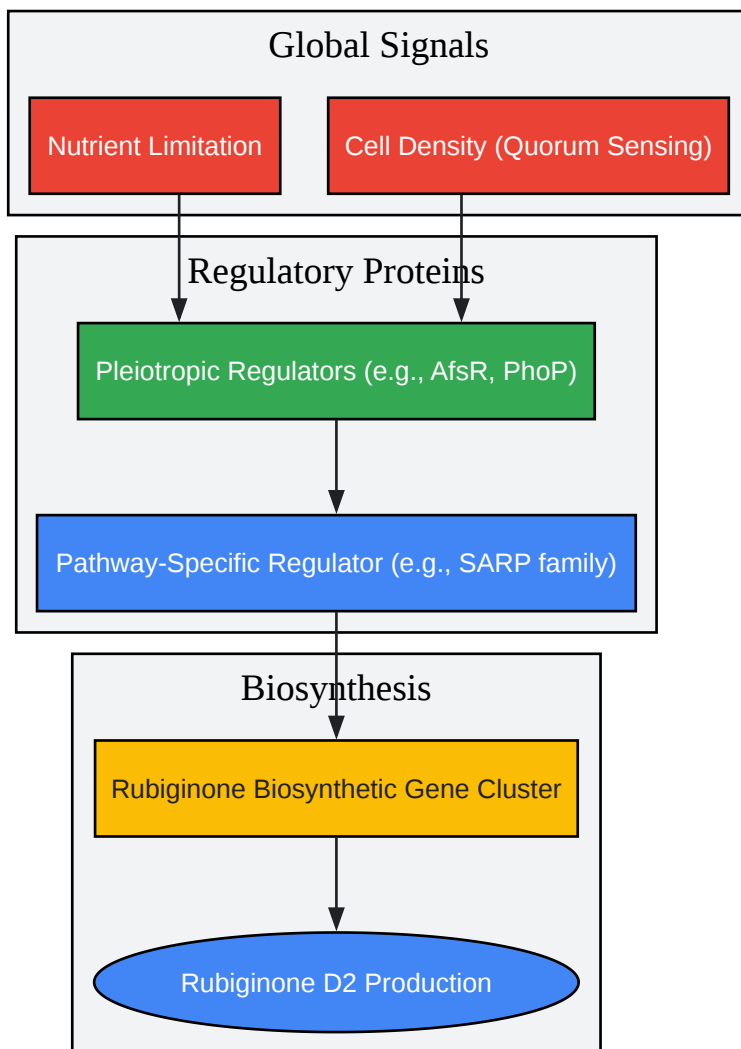 Global Signals
Nutrient Limitation
Cell Density (Quorum Sensing)
Regulatory Proteins
Pleiotropic Regulators (e.g., AfsR, PhoP)
Pathway-Specific Regulator (e.g., SARP family)
Biosynthesis
Rubiginone Biosynthetic Gene Cluster
Rubiginone D2 Production